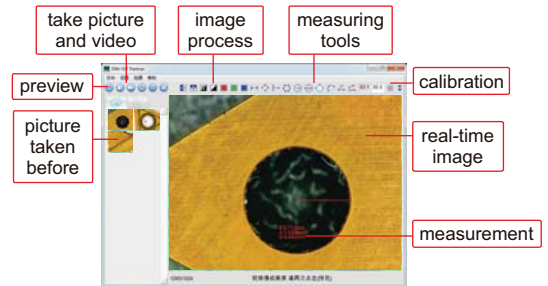 take picture
and video
image
process
measuring
tools
preview
calibration
picture
taken
before
real-time
image
measurement